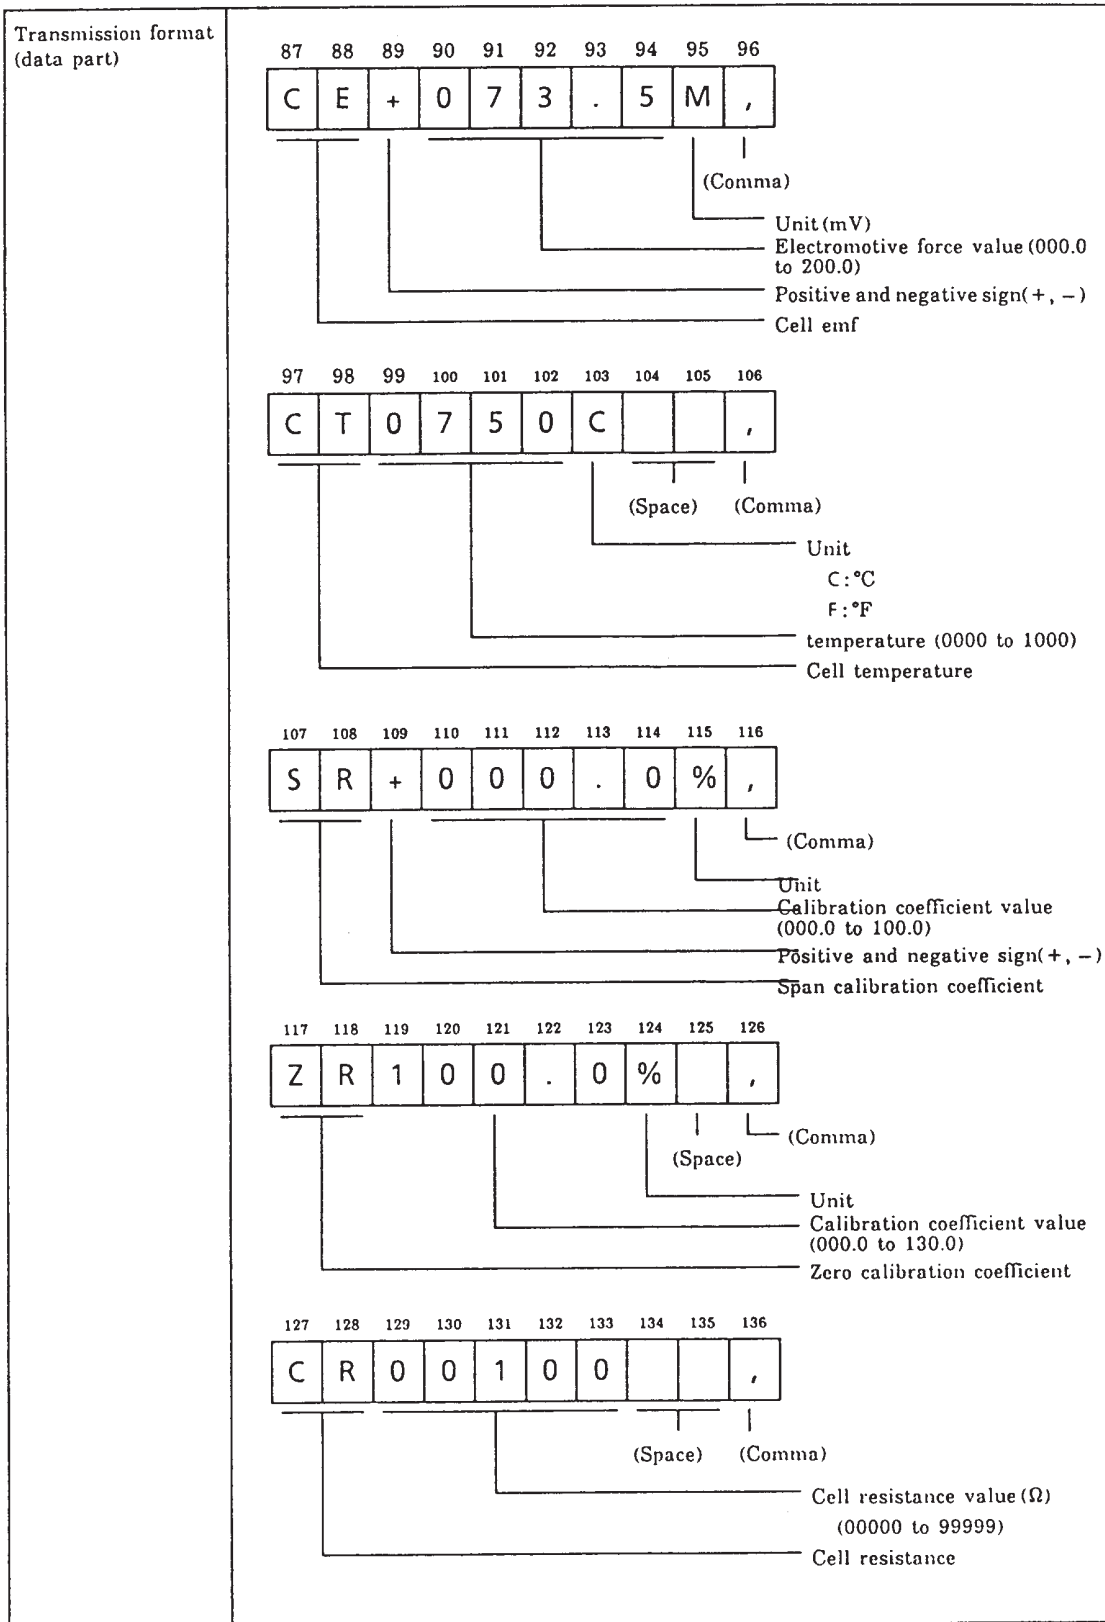 Transmission format
(data part)
87 88 89 90 91 92 93 94 95 96
C E + 0 7 3 . 5 M ,
(Comma)
Unit (mV)
Electromotive force value (000.0
to 200.0)
Positive and negative sign(+, −)
Cell emf
97 98 99 100 101 102 103 104 105 106
C T 0 7 5 0 C ,
(Space) (Comma)
Unit
C:°C
F:°F
temperature (0000 to 1000)
Cell temperature
107 108 109 110 111 112 113 114 115 116
S R + 0 0 0 . 0 % ,
(Comma)
Unit
Calibration coefficient value
(000.0 to 100.0)
Positive and negative sign(+, −)
Span calibration coefficient
117 118 119 120 121 122 123 124 125 126
Z R 1 0 0 . 0 % ,
(Comma)
(Space)
Unit
Calibration coefficient value
(000.0 to 130.0)
Zero calibration coefficient
127 128 129 130 131 132 133 134 135 136
C R 0 0 1 0 0 ,
(Space) (Comma)
Cell resistance value (Ω)
(00000 to 99999)
Cell resistance